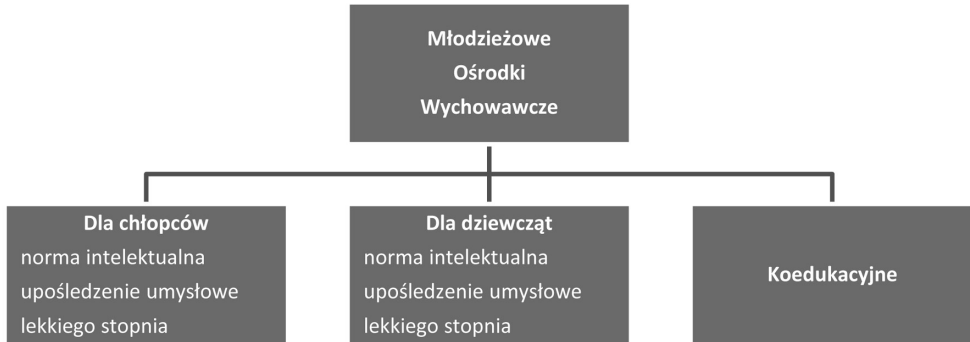 Młodzieżowe
Ośrodki
Wychowawcze
Dla chłopców
norma intelektualna
upośledzenie umysłowe
lekkiego stopnia
Dla dziewcząt
norma intelektualna
upośledzenie umysłowe
lekkiego stopnia
Koedukacyjne